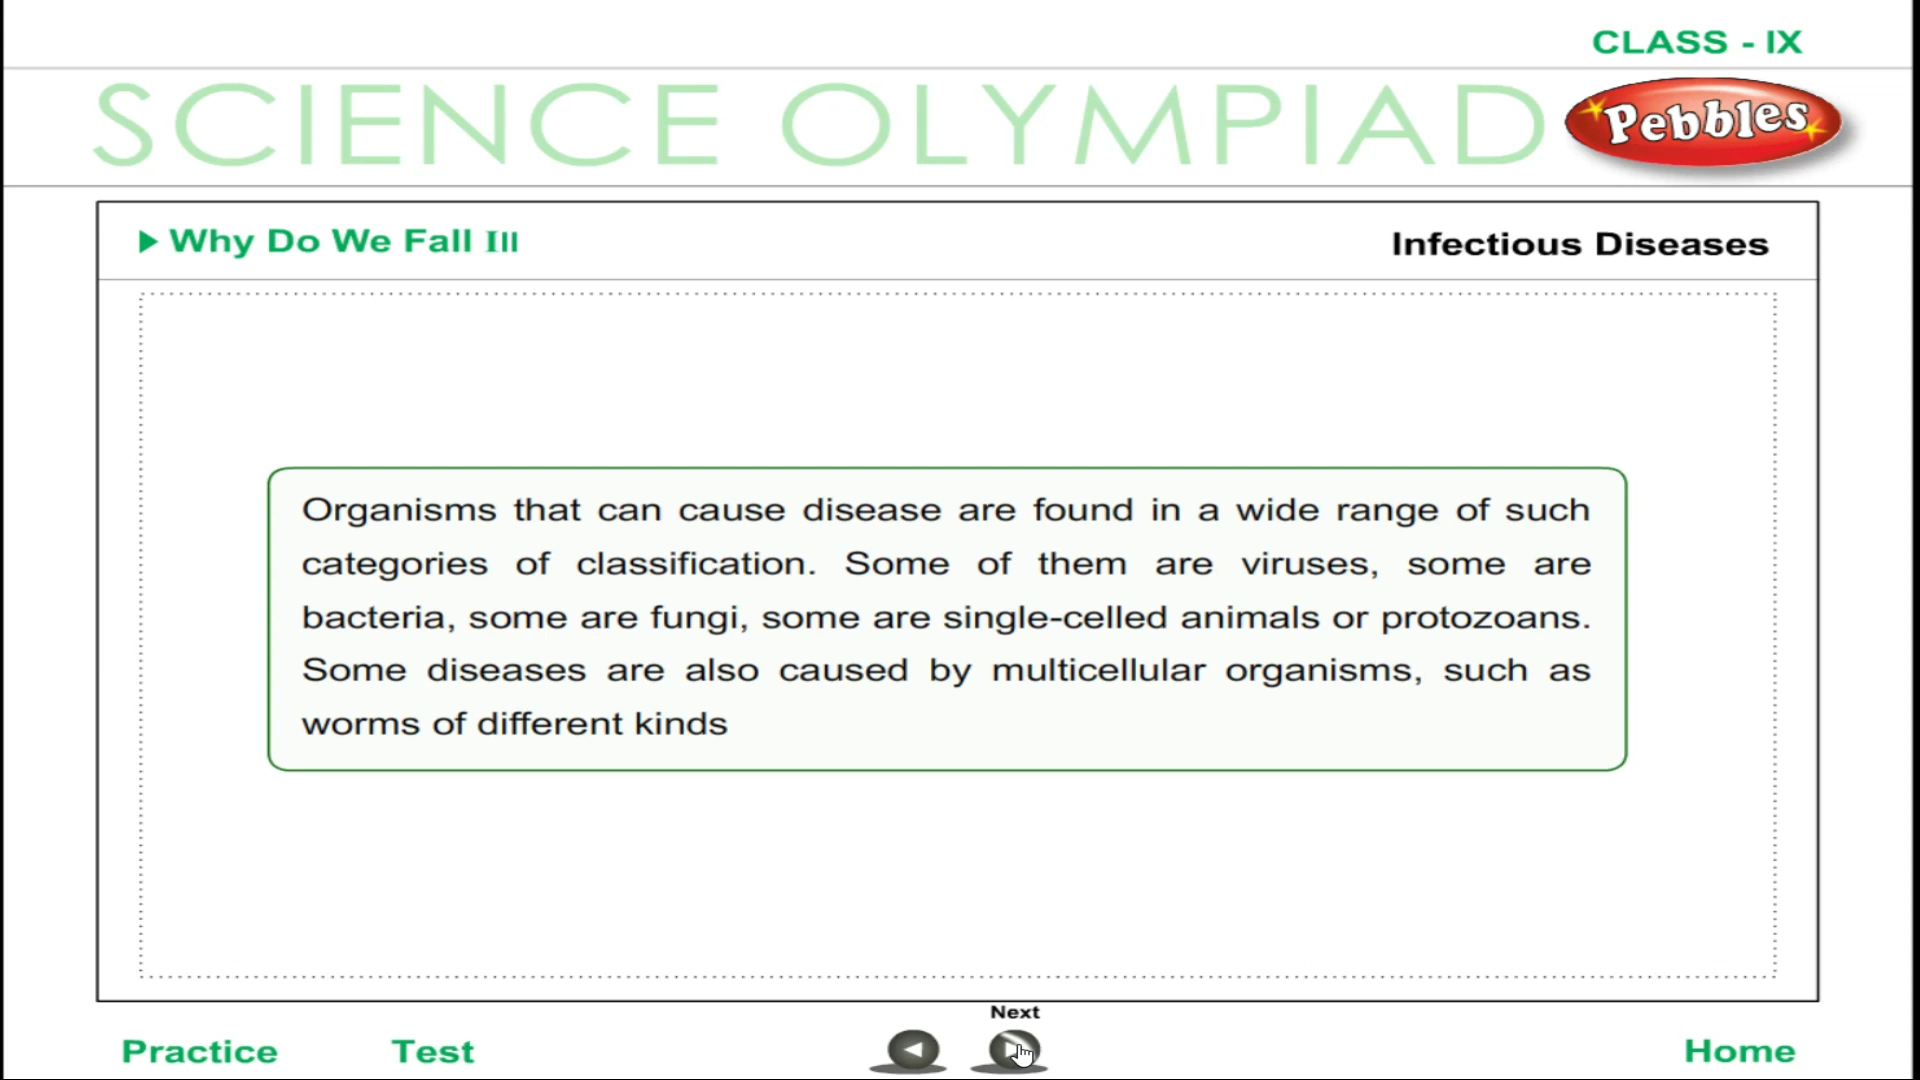 CLASS - IX
SCIENCE OLYMPIAD
Pebbles
Why Do We Fall Ill
Infectious Diseases
Organisms that can cause disease are found in a wide range of such
categories of classification. Some of them are viruses, some are
bacteria, some are fungi, some are single-celled animals or protozoans.
Some diseases are also caused by multicellular organisms, such as
worms of different kinds
Next
Practice
Test
Home